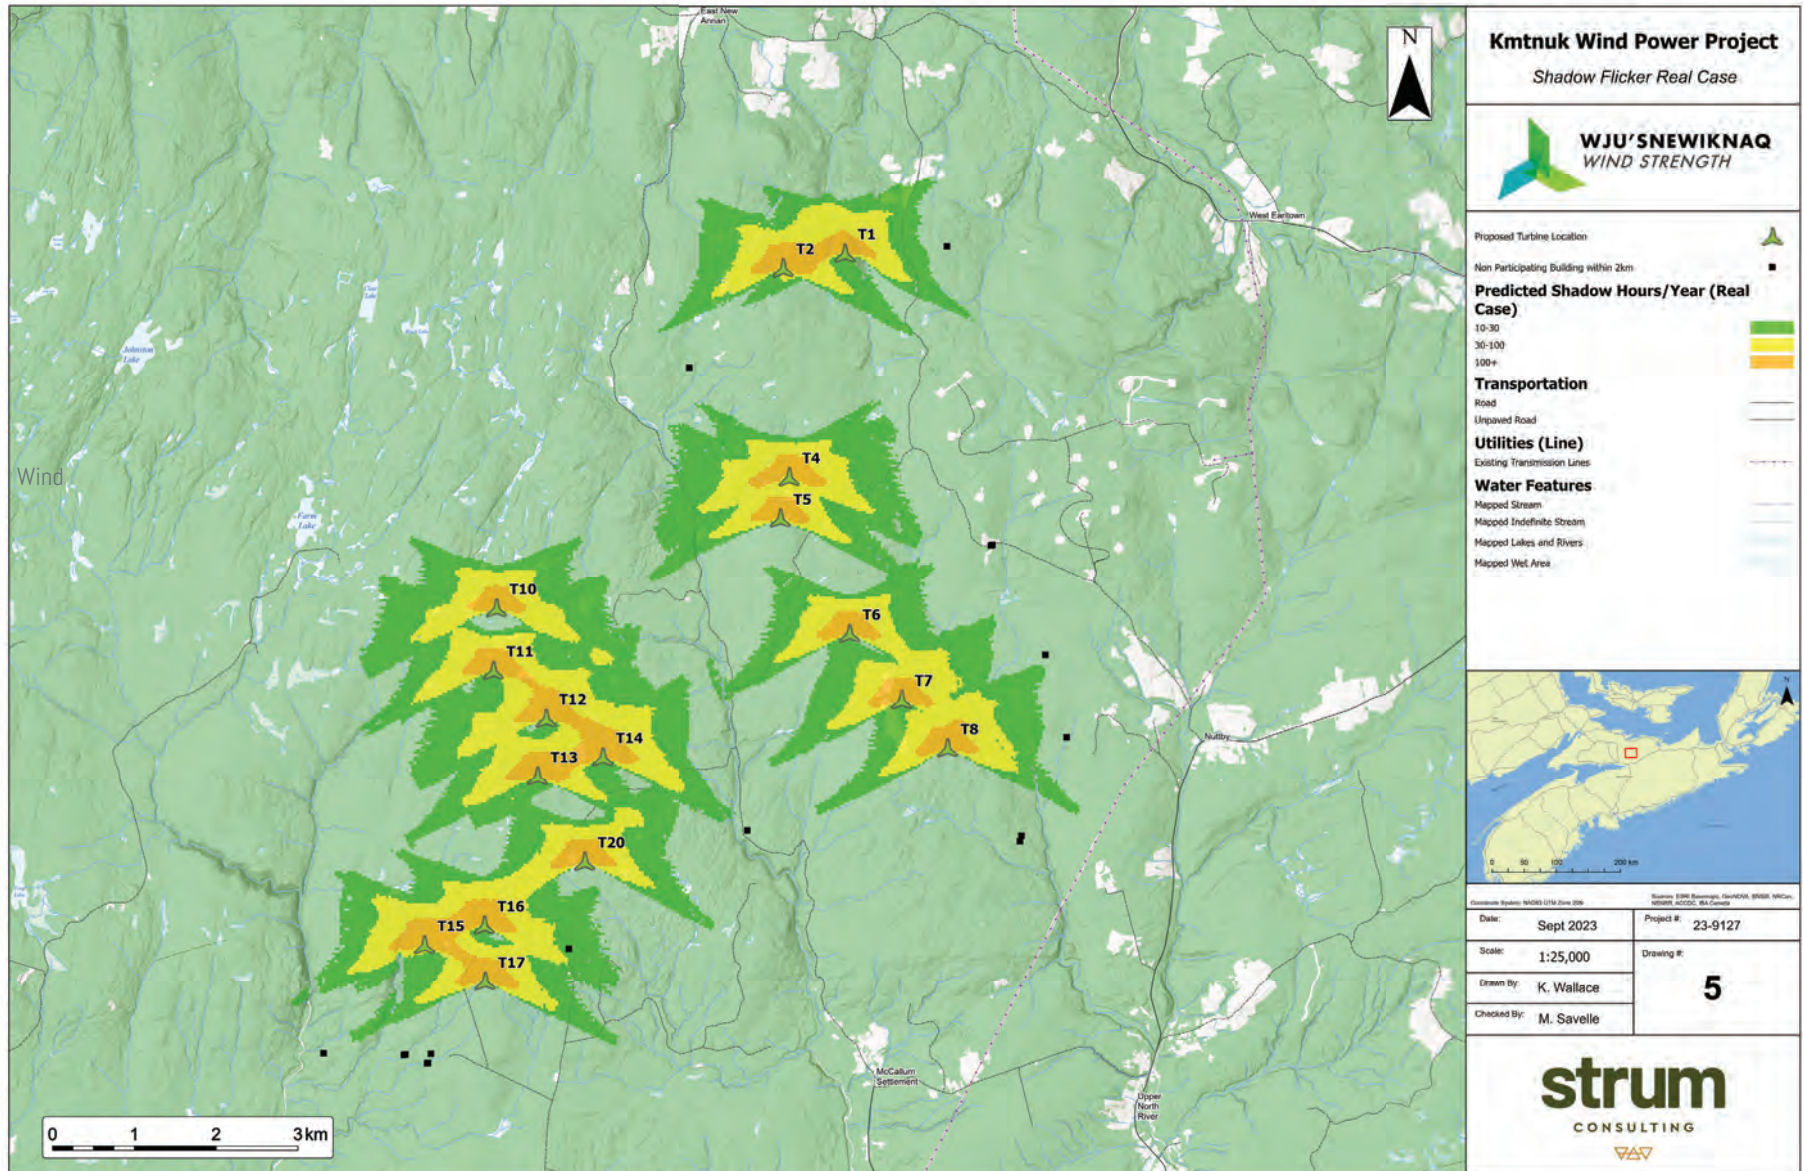 East New
Annan
N
West Earltown
T1
T2
Johnston
Lake
T4
T5
Wind
Farm
Lake
T10
T6
T11
T7
T12
T8
T14
T13
Nuttby
T20
T16
T15
T17
McCallum
Settlement
Upper
North
River
0 1 2 3 km
Kmtnuk Wind Power Project
Shadow Flicker Real Case
WJU'SNEWIKNAQ
WIND STRENGTH
Proposed Turbine Location
Non Participating Building within 2km
Predicted Shadow Hours/Year (Real
Case)
10-30
30-100
100+
Transportation
Road
Unpaved Road
Utilities (Line)
Existing Transmission Lines
Water Features
Mapped Stream
Mapped Indefinite Stream
Mapped Lakes and Rivers
Mapped Wet Area
N
0 50 100 200 km
Date: Sept 2023
Project #: 23-9127
Scale: 1:25,000
Drawing #:
5
Drawn By: K. Wallace
Checked By: M. Savelle
strum
CONSULTING